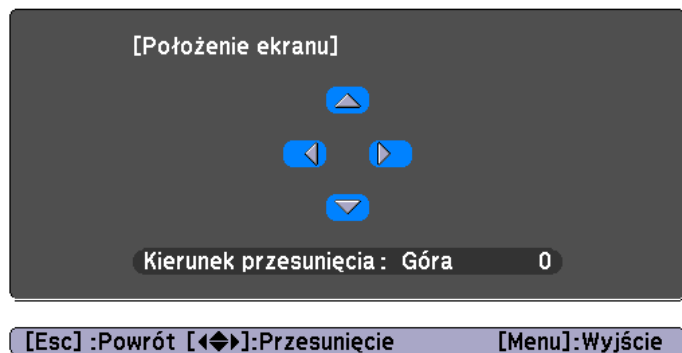 [Położenie ekranu]
Kierunek przesunięcia: Góra 0
[Esc] :Powrót [◀◆▶]:Przesunięcie [Menu]:Wyjście